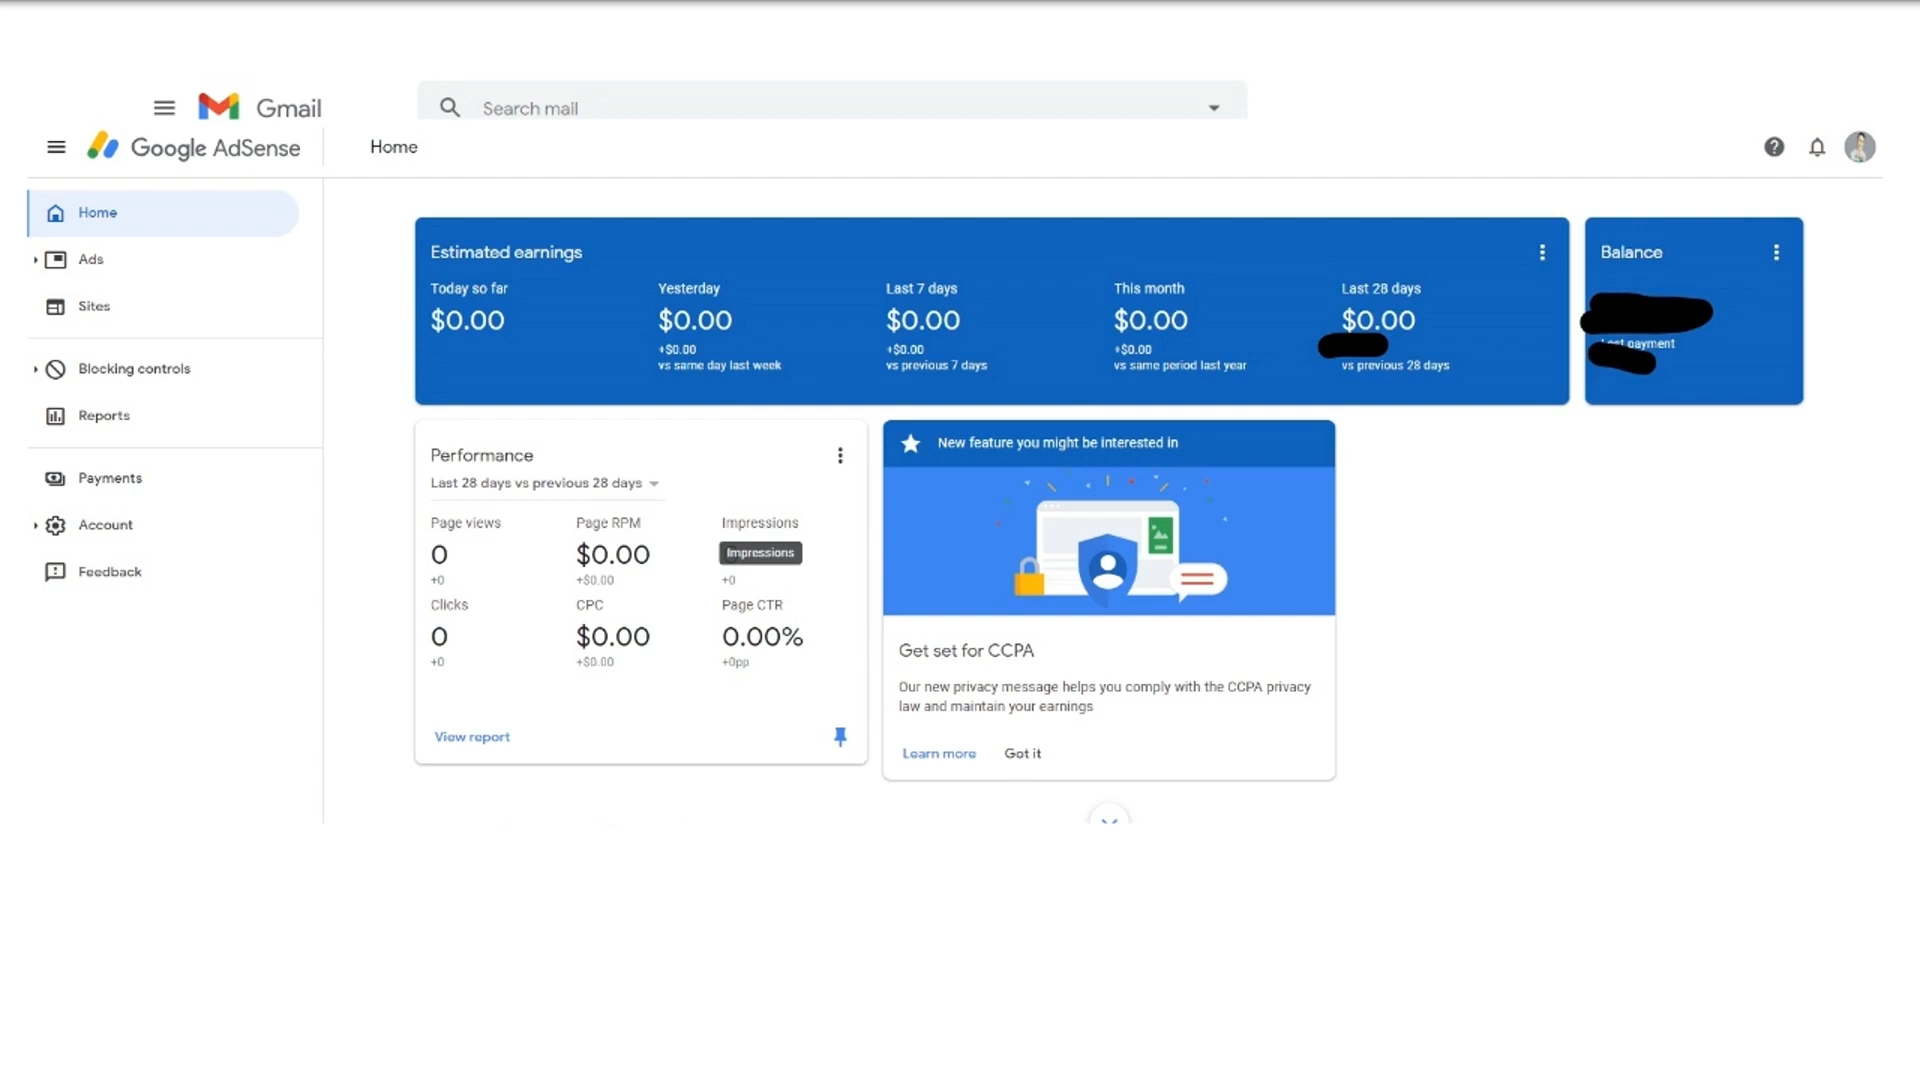 Gmail
Search mail
Google AdSense
Home
Home
Ads
Sites
Blocking controls
Reports
Payments
Account
Feedback
Estimated earnings
Today so far
$0.00
Yesterday
$0.00
+$0.00
vs same day last week
Last 7 days
$0.00
+$0.00
vs previous 7 days
This month
$0.00
+$0.00
vs same period last year
Last 28 days
$0.00
vs previous 28 days
Balance
payment
Performance
Last 28 days vs previous 28 days
Page views
0
+0
Page RPM
$0.00
+$0.00
Impressions
Impressions
+0
Clicks
0
+0
CPC
$0.00
+$0.00
Page CTR
0.00%
+0pp
View report
New feature you might be interested in
Get set for CCPA
Our new privacy message helps you comply with the CCPA privacy
law and maintain your earnings
Learn more
Got it